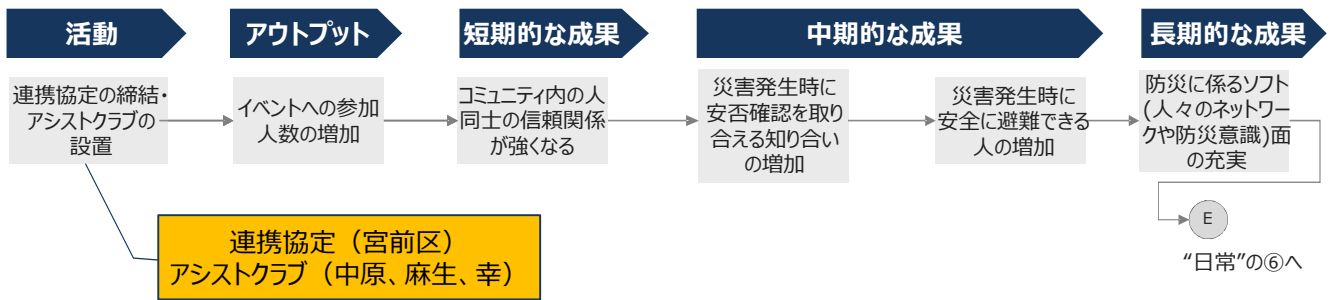 活動
アウトプット
短期的な成果
中期的な成果
長期的な成果
連携協定の締結・
アシストクラブの
設置
イベントへの参加
人数の増加
コミュニティ内の人
同士の信頼関係
が強くなる
災害発生時に
安否確認を取り
合える知り合い
の増加
災害発生時に
安全に避難できる
人の増加
防災に係るソフト
(人々のネットワー
クや防災意識)面
の充実
E
“日常”の⑥へ
連携協定（宮前区）
アシストクラブ（中原、麻生、幸）